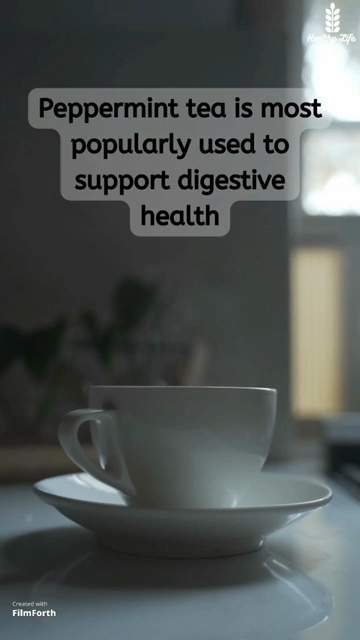 Healthy Life
Peppermint tea is most
popularly used to
support digestive
health
Created with
FilmForth